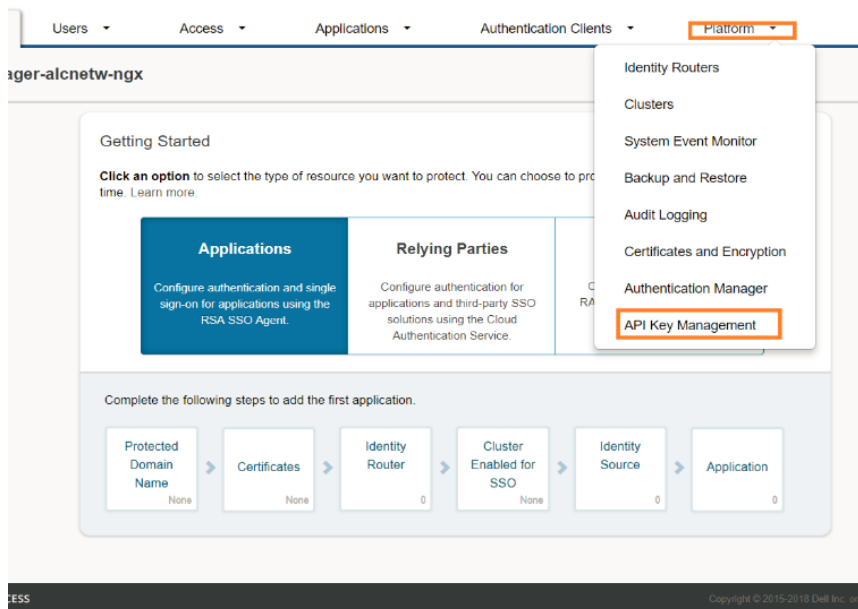 Users Access Applications Authentication Clients Platform
ager-alcnetw-ngx
Identity Routers
Clusters
System Event Monitor
Backup and Restore
Audit Logging
Certificates and Encryption
Authentication Manager
API Key Management
Getting Started
Click an option to select the type of resource you want to protect. You can choose to pro
time. Learn more.
Applications
Configure authentication and single
sign-on for applications using the
RSA SSO Agent.
Relying Parties
Configure authentication for
applications and third-party SSO
solutions using the Cloud
Authentication Service.
C
RA
Complete the following steps to add the first application.
Protected
Domain
Name
None
Certificates
None
Identity
Router
0
Cluster
Enabled for
SSO
None
Identity
Source
0
Application
0
CESS
Copyright © 2015-2018 Dell Inc. or